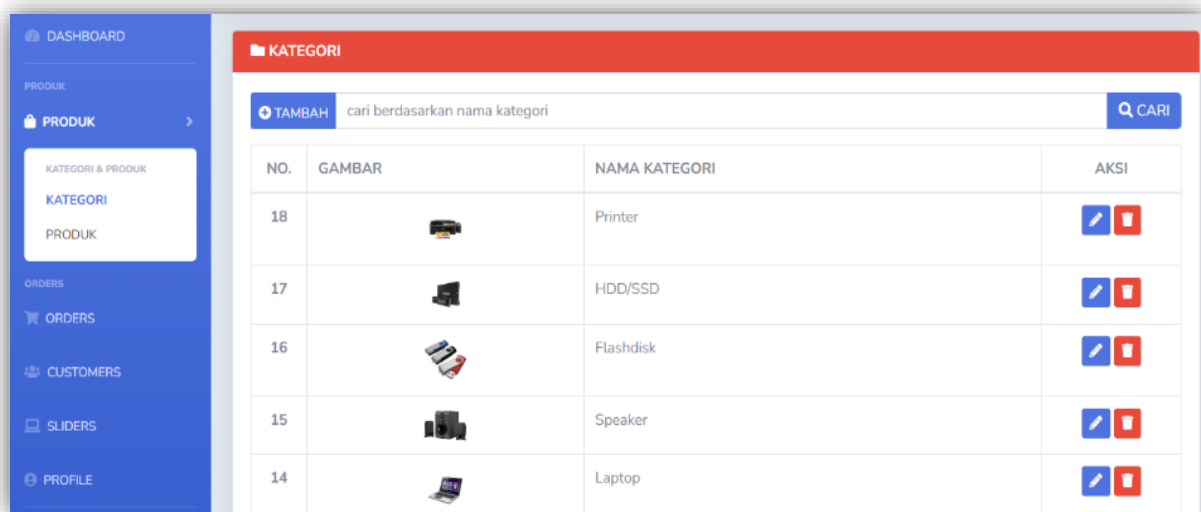 DASHBOARD
PRODUK
PRODUK
KATEGORI & PRODUK
KATEGORI
PRODUK
ORDERS
ORDERS
CUSTOMERS
SLIDERS
PROFILE
KATEGORI
TAMBAH cari berdasarkan nama kategori CARI
NO. GAMBAR NAMA KATEGORI AKSI
18 Printer
17 HDD/SSD
16 Flashdisk
15 Speaker
14 Laptop